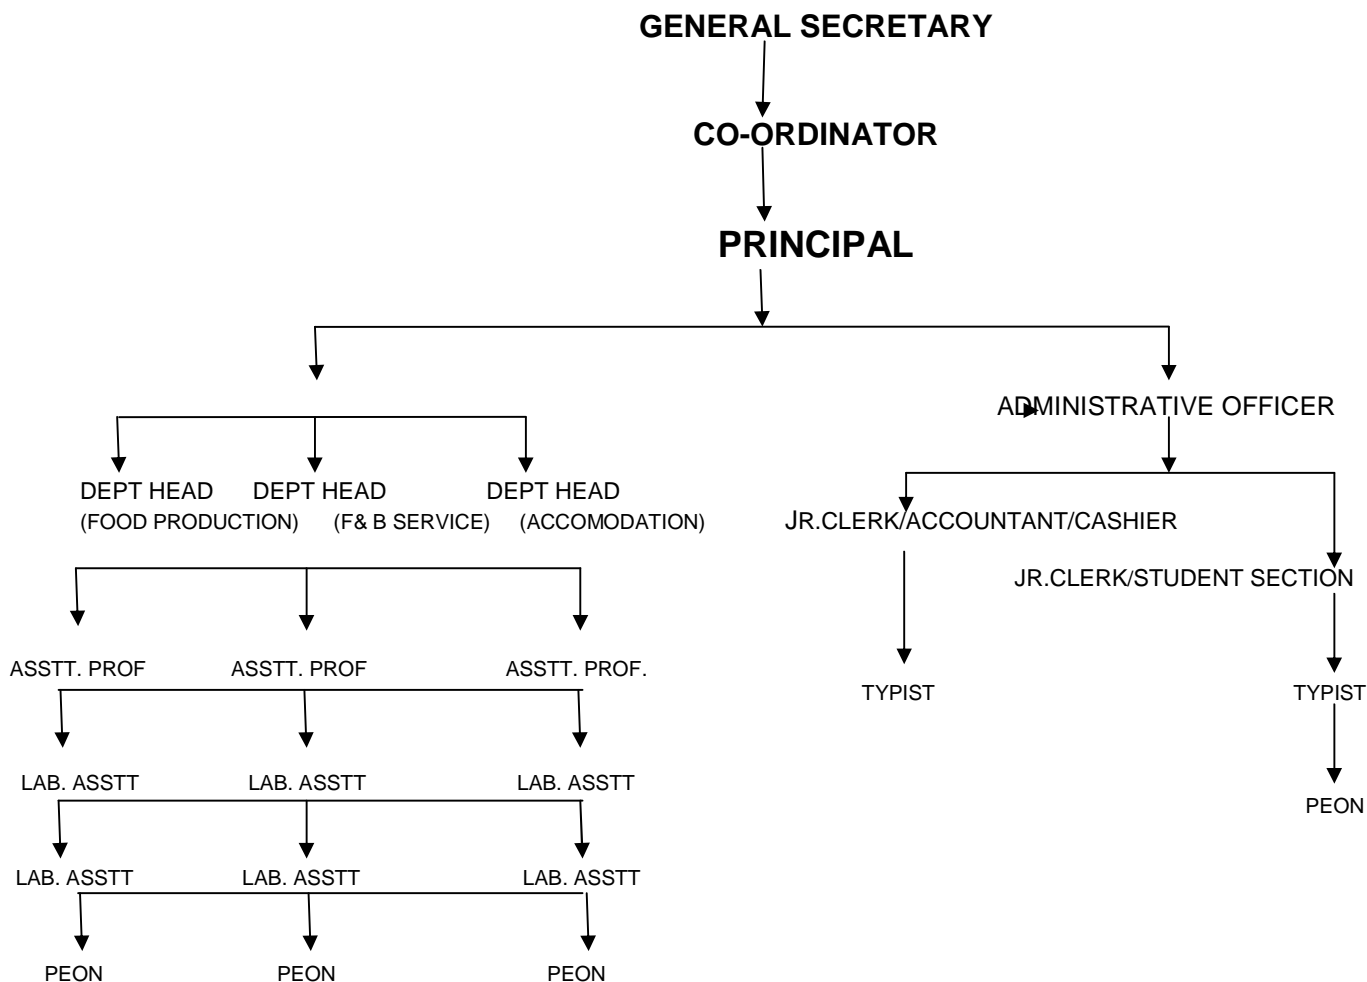 GENERAL SECRETARY
CO-ORDINATOR
PRINCIPAL
ADMINISTRATIVE OFFICER
DEPT HEAD DEPT HEAD DEPT HEAD
(FOOD PRODUCTION) (F& B SERVICE) (ACCOMODATION)
JR.CLERK/ACCOUNTANT/CASHIER
JR.CLERK/STUDENT SECTION
ASSTT. PROF ASSTT. PROF ASSTT. PROF.
TYPIST TYPIST
LAB. ASSTT LAB. ASSTT LAB. ASSTT
PEON
LAB. ASSTT LAB. ASSTT LAB. ASSTT
PEON PEON PEON